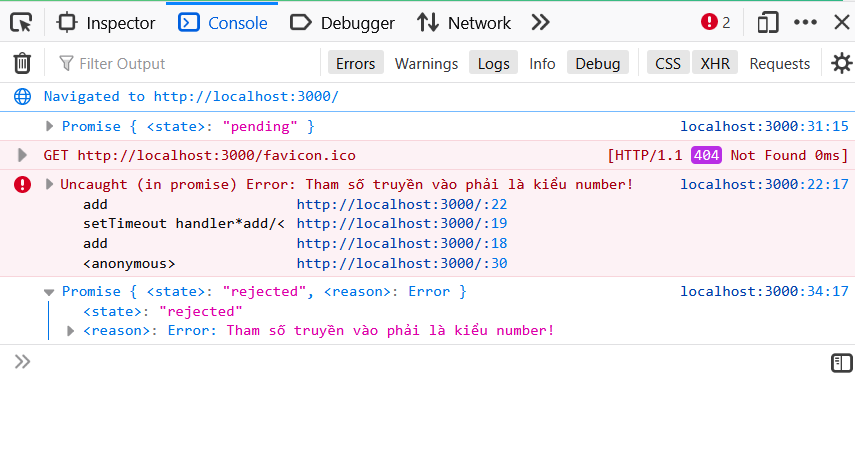 Inspector Console Debugger Network 2
Filter Output Errors Warnings Logs Info Debug CSS XHR Requests
Navigated to http://localhost:3000/
Promise { <state>: "pending" } localhost:3000:31:15
GET http://localhost:3000/favicon.ico [HTTP/1.1 404 Not Found 0ms]
Uncaught (in promise) Error: Tham số truyền vào phải là kiểu number! localhost:3000:22:17
add http://localhost:3000/:22
setTimeout handler*add/< http://localhost:3000/:19
add http://localhost:3000/:18
<anonymous> http://localhost:3000/:30
Promise { <state>: "rejected", <reason>: Error } localhost:3000:34:17
<state>: "rejected"
<reason>: Error: Tham số truyền vào phải là kiểu number!